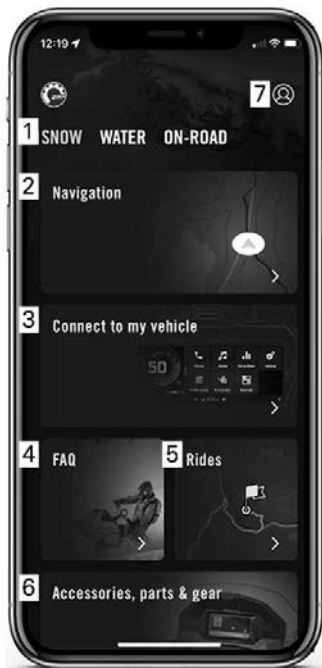 12:19
7
1
SNOW WATER ON-ROAD
2
Navigation
3
Connect to my vehicle
50
4
FAQ
5
Rides
6
Accessories, parts & gear